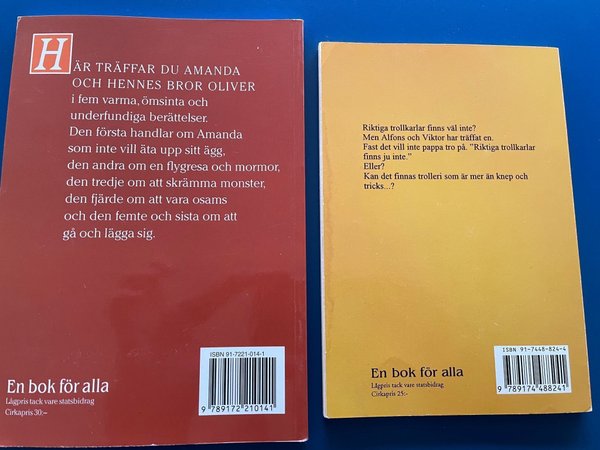 HÄR TRÄFFAR DU AMANDA
OCH HENNES BROR OLIVER
i fem varma, ömsinta och
underfundiga berättelser.
Den första handlar om Amanda
som inte vill äta upp sitt ägg,
den andra om en flygresa och mormor,
den tredje om att skrämma monster,
den fjärde om att vara osams
och den femte och sista om att
gå och lägga sig.
ISBN 91-7221-014-1
9 789172 210141
En bok för alla
Lågpris tack vare statsbidrag
Cirkapris 30:–
Riktiga trollkarlar finns väl inte?
Men Alfons och Viktor har träffat en.
Fast det vill inte pappa tro på. "Riktiga trollkarlar
finns ju inte."
Eller?
Kan det finnas trolleri som är mer än knep och
tricks...?
ISBN 91-7448-824-4
9 789174 488241
En bok för alla
Lågpris tack vare statsbidrag
Cirkapris 25:–